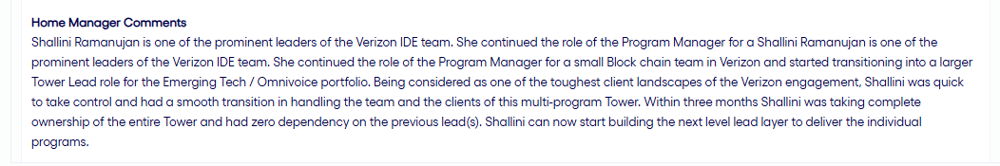 Home Manager Comments
Shallini Ramanujan is one of the prominent leaders of the Verizon IDE team. She continued the role of the Program Manager for a Shallini Ramanujan is one of the
prominent leaders of the Verizon IDE team. She continued the role of the Program Manager for a small Block chain team in Verizon and started transitioning into a larger
Tower Lead role for the Emerging Tech / Omnivoice portfolio. Being considered as one of the toughest client landscapes of the Verizon engagement, Shallini was quick
to take control and had a smooth transition in handling the team and the clients of this multi-program Tower. Within three months Shallini was taking complete
ownership of the entire Tower and had zero dependency on the previous lead(s). Shallini can now start building the next level lead layer to deliver the individual
programs.